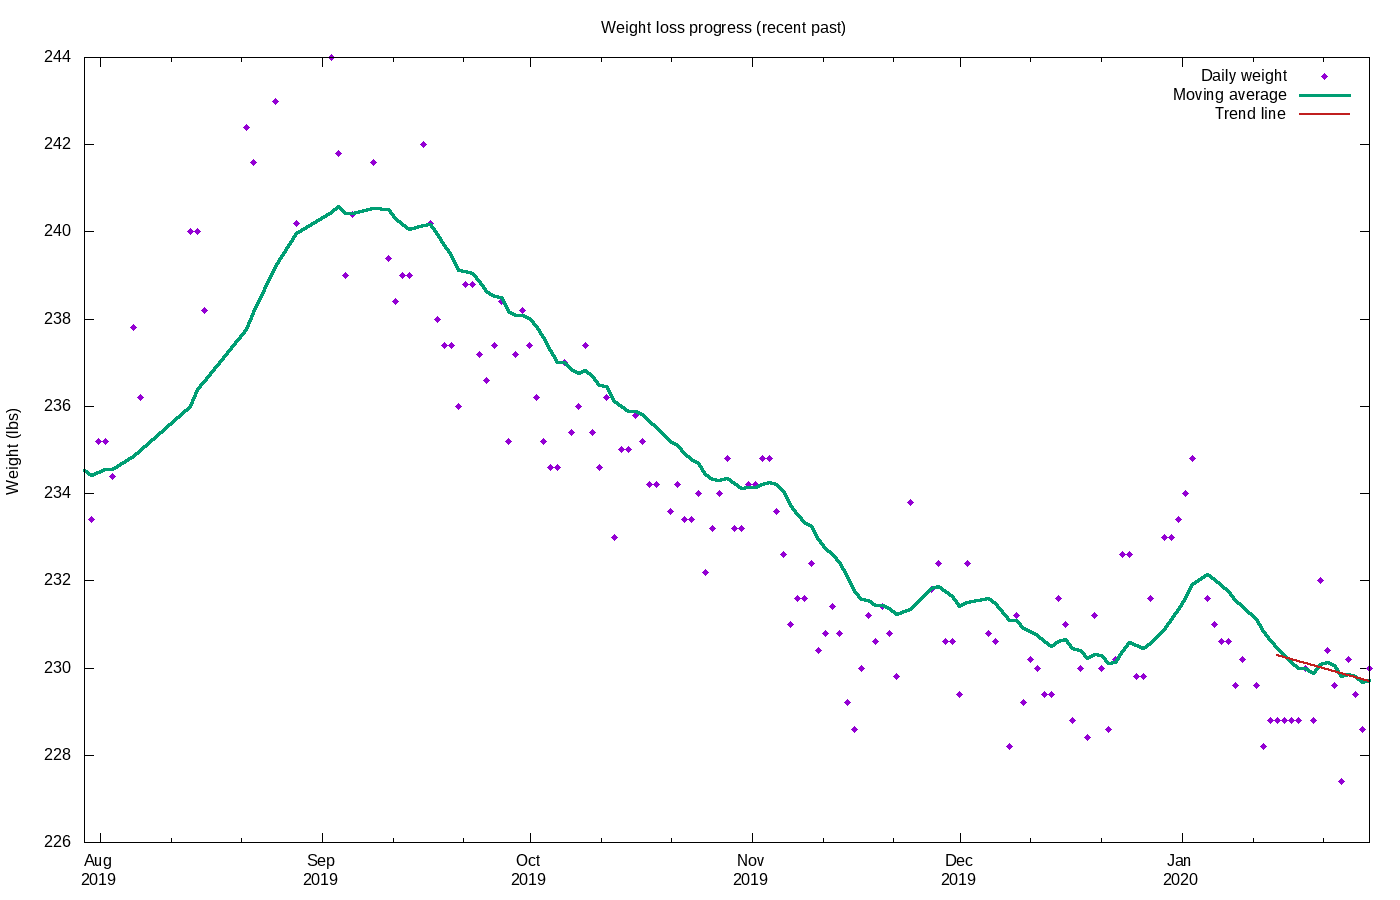 Weight loss progress (recent past)
Daily weight
Moving average
Trend line
244
242
240
238
236
234
232
230
228
226
Weight (lbs)
Aug Sep Oct Nov Dec Jan
2019 2019 2019 2019 2019 2020